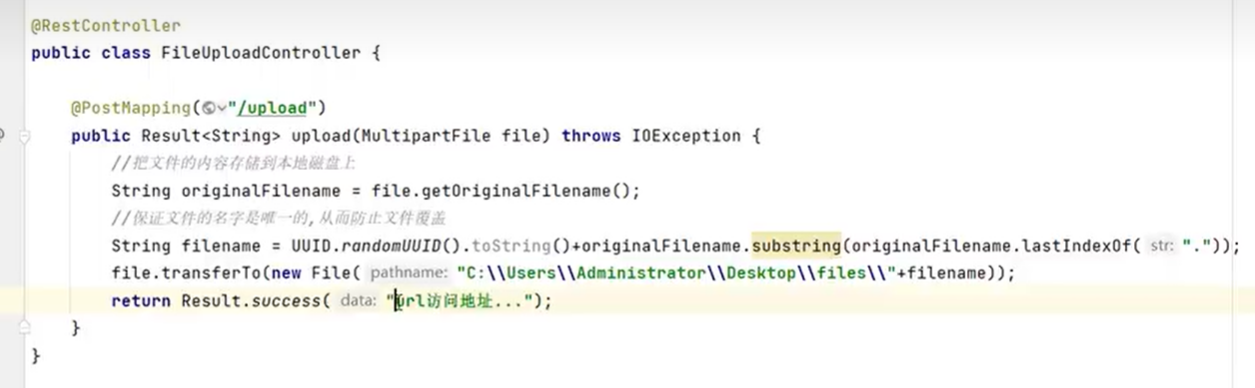 @RestController
public class FileUploadController {
@PostMapping("/upload")
public Result<String> upload(MultipartFile file) throws IOException {
//把文件的内容存储到本地磁盘上
String originalFilename = file.getOriginalFilename();
//保证文件的名字是唯一的,从而防止文件覆盖
String filename = UUID.randomUUID().toString()+originalFilename.substring(originalFilename.lastIndexOf( str: "."));
file.transferTo(new File( pathname: "C:\\Users\\Administrator\\Desktop\\files\\"+filename));
return Result.success( data: "url访问地址...");
}
}